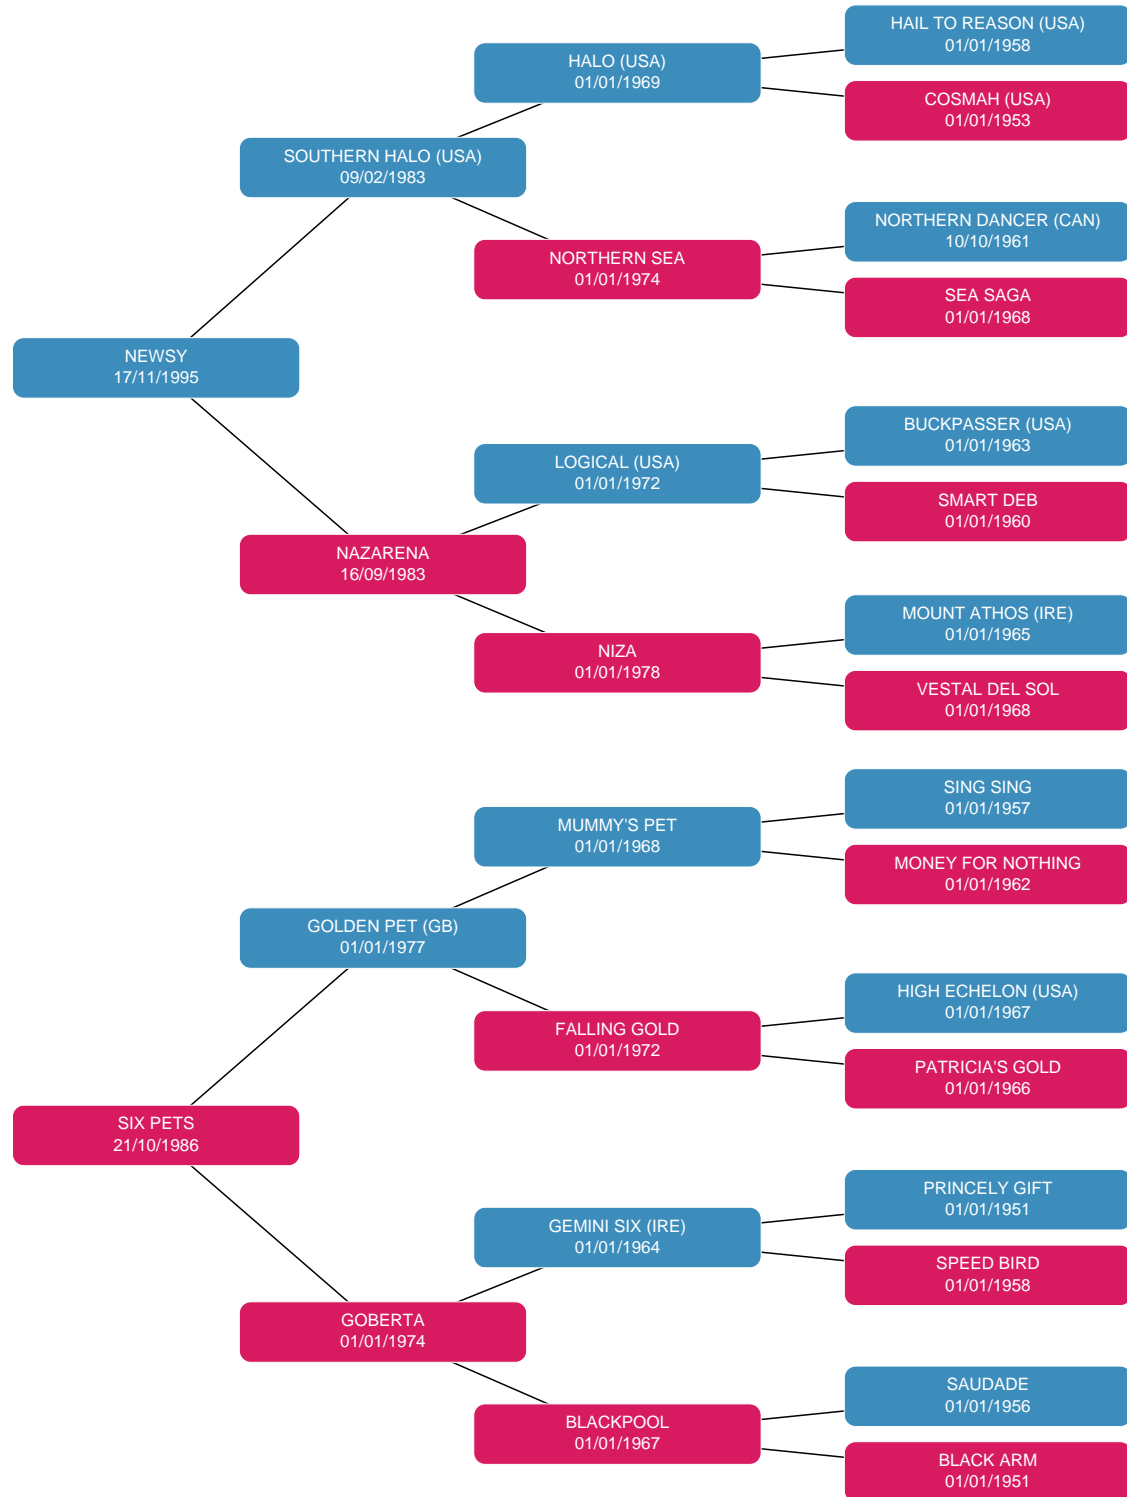 HAIL TO REASON (USA)
01/01/1958
HALO (USA)
01/01/1969
COSMAH (USA)
01/01/1953
SOUTHERN HALO (USA)
09/02/1983
NORTHERN DANCER (CAN)
10/10/1961
NORTHERN SEA
01/01/1974
SEA SAGA
01/01/1968
NEWSY
17/11/1995
BUCKPASSER (USA)
01/01/1963
LOGICAL (USA)
01/01/1972
SMART DEB
01/01/1960
NAZARENA
16/09/1983
MOUNT ATHOS (IRE)
01/01/1965
NIZA
01/01/1978
VESTAL DEL SOL
01/01/1968
SING SING
01/01/1957
MUMMY'S PET
01/01/1968
MONEY FOR NOTHING
01/01/1962
GOLDEN PET (GB)
01/01/1977
HIGH ECHELON (USA)
01/01/1967
FALLING GOLD
01/01/1972
PATRICIA'S GOLD
01/01/1966
SIX PETS
21/10/1986
PRINCELY GIFT
01/01/1951
GEMINI SIX (IRE)
01/01/1964
SPEED BIRD
01/01/1958
GOBERTA
01/01/1974
SAUDADE
01/01/1956
BLACKPOOL
01/01/1967
BLACK ARM
01/01/1951